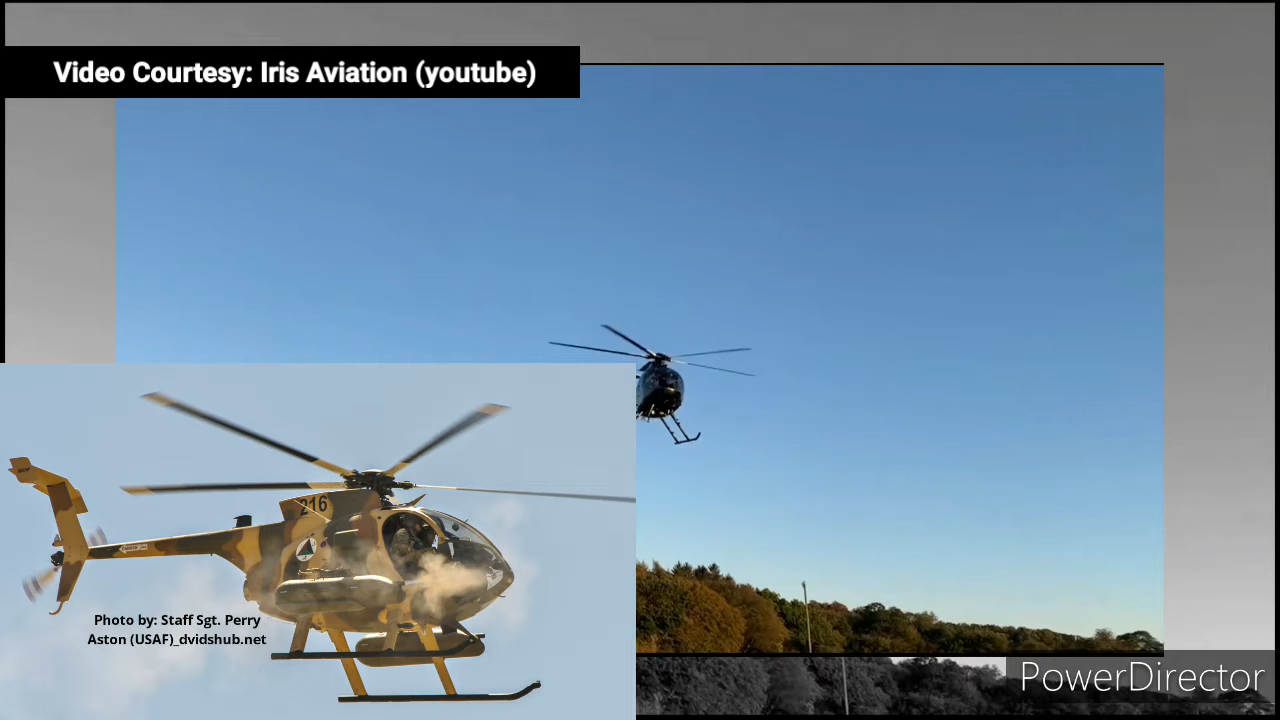 Video Courtesy: Iris Aviation (youtube)
216
Photo by: Staff Sgt. Perry
Aston (USAF)_dvidshub.net
PowerDirector